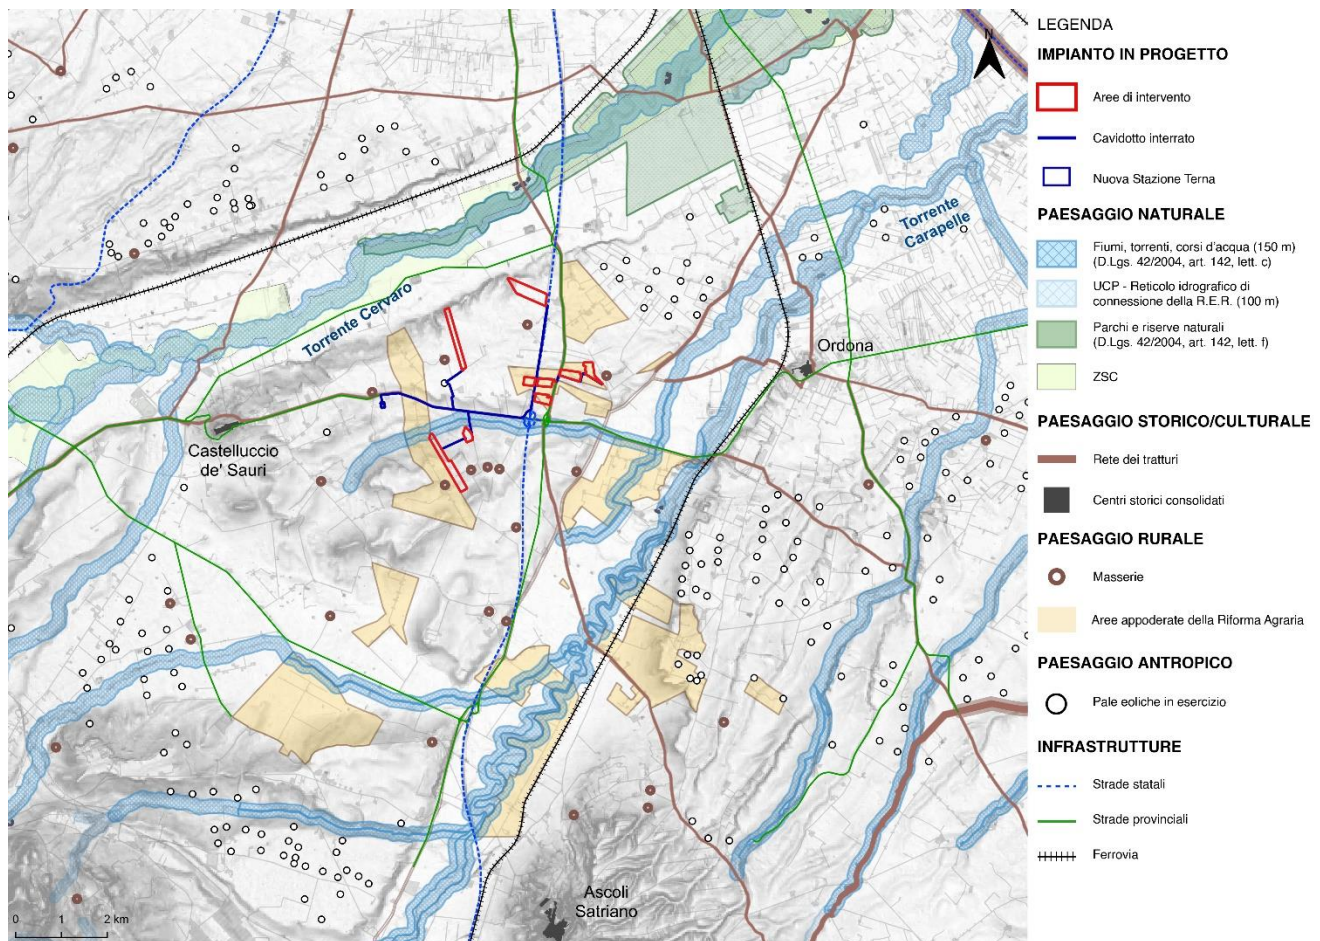 Torrente
Carapelle
Torrente Cervaro
Ordona
Castelluccio
de' Sauri
Ascoli
Satriano
0 1 2 km
N
LEGENDA
IMPIANTO IN PROGETTO
Aree di intervento
Cavidotto interrato
Nuova Stazione Terna
PAESAGGIO NATURALE
Fiumi, torrenti, corsi d'acqua (150 m)
(D.Lgs. 42/2004, art. 142, lett. c)
UCP - Reticolo idrografico di
connessione della R.E.R. (100 m)
Parchi e riserve naturali
(D.Lgs. 42/2004, art. 142, lett. f)
ZSC
PAESAGGIO STORICO/CULTURALE
Rete dei tratturi
Centri storici consolidati
PAESAGGIO RURALE
Masserie
Aree appoderate della Riforma Agraria
PAESAGGIO ANTROPICO
Pale eoliche in esercizio
INFRASTRUTTURE
Strade statali
Strade provinciali
Ferrovia